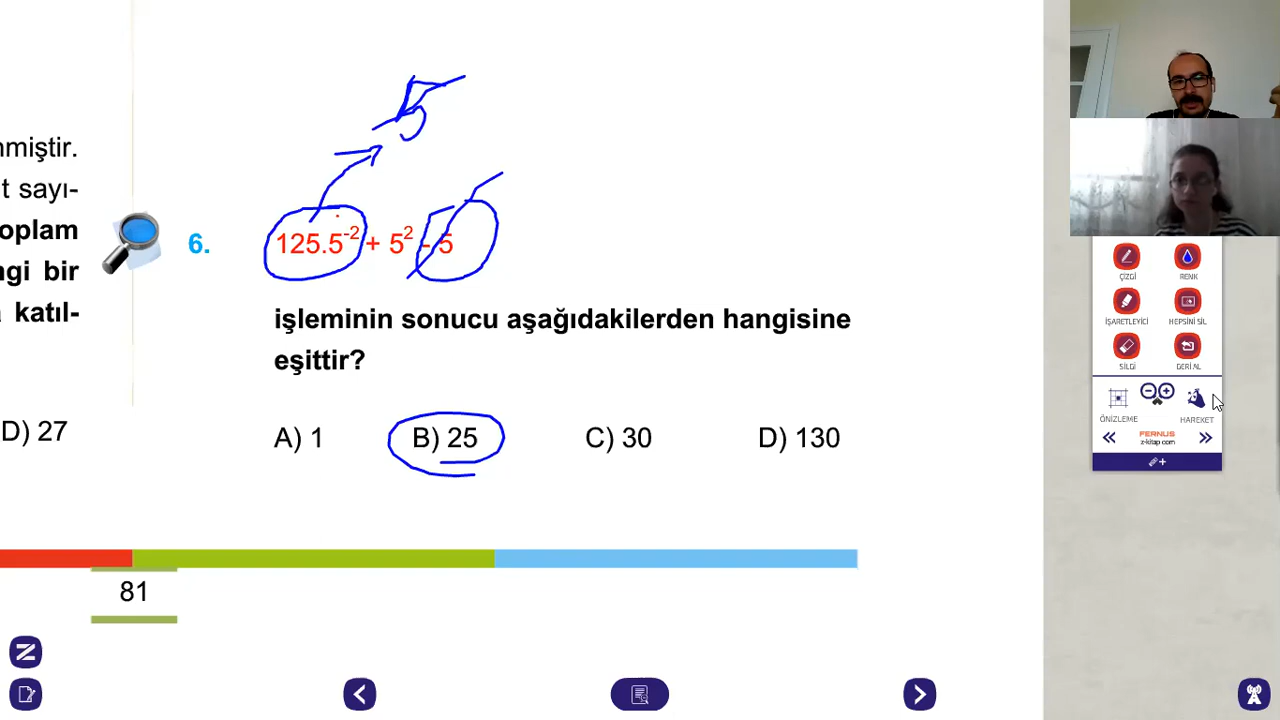 nmiştir.
t sayı-
oplam
ngi bir
a katıl-
D) 27
5
6. 125.5⁻² + 5² - 5
işleminin sonucu aşağıdakilerden hangisine
eşittir?
A) 1 B) 25 C) 30 D) 130
81
ÇİZGİ RENK
İŞARETLEYİCİ HEPSİNİ SİL
SİLGİ GERİ AL
ÖNİZLEME HAREKET
FERNUS
z-kitap.com